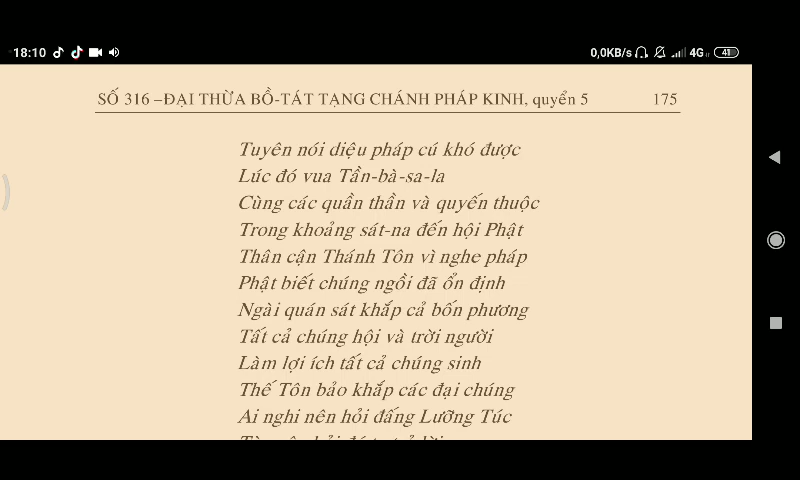 18:10
0,0KB/s 4G 41
SỐ 316 –ĐẠI THỪA BỒ-TÁT TẠNG CHÁNH PHÁP KINH, quyển 5 175
Tuyên nói diệu pháp cú khó được
Lúc đó vua Tần-bà-sa-la
Cùng các quần thần và quyến thuộc
Trong khoảng sát-na đến hội Phật
Thân cận Thánh Tôn vì nghe pháp
Phật biết chúng ngồi đã ổn định
Ngài quán sát khắp cả bốn phương
Tất cả chúng hội và trời người
Làm lợi ích tất cả chúng sinh
Thế Tôn bảo khắp các đại chúng
Ai nghi nên hỏi đấng Lưỡng Túc